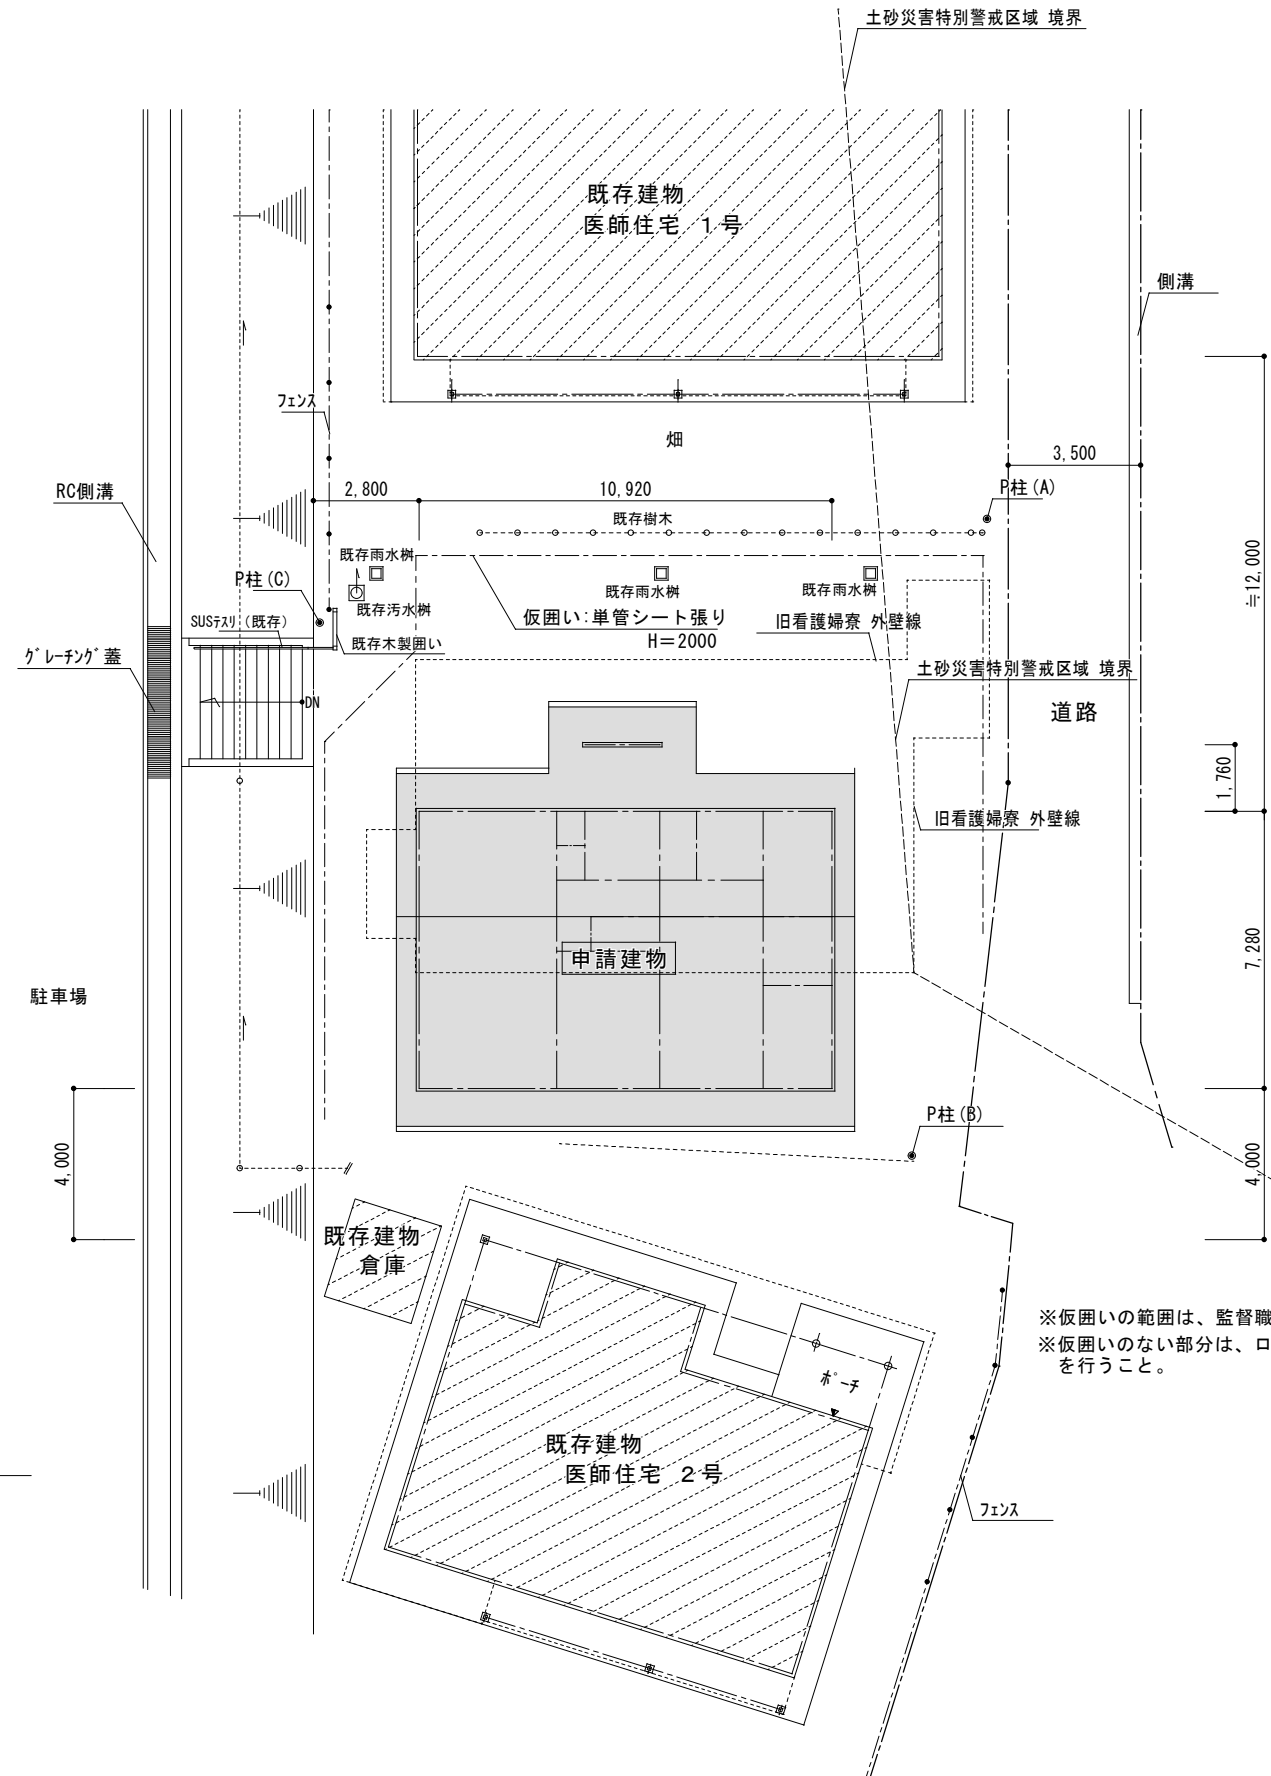 土砂災害特別警戒区域 境界
既存建物
医師住宅 1号
側溝
フェンス
畑
3,500
RC側溝
2,800
10,920
P柱(A)
既存樹木
≒12,000
既存雨水桝
P柱(C)
既存雨水桝
既存雨水桝
既存汚水桝
仮囲い:単管シート張り
H=2000
旧看護婦寮 外壁線
SUSテスリ(既存)
既存木製囲い
グレーチング蓋
土砂災害特別警戒区域 境界
DN
道路
1,760
旧看護婦寮 外壁線
7,280
申請建物
駐車場
P柱(B)
4,000
4,000
既存建物
倉庫
※仮囲いの範囲は、監督職
※仮囲いのない部分は、ロ
を行うこと。
ポーチ
既存建物
医師住宅 2号
フェンス